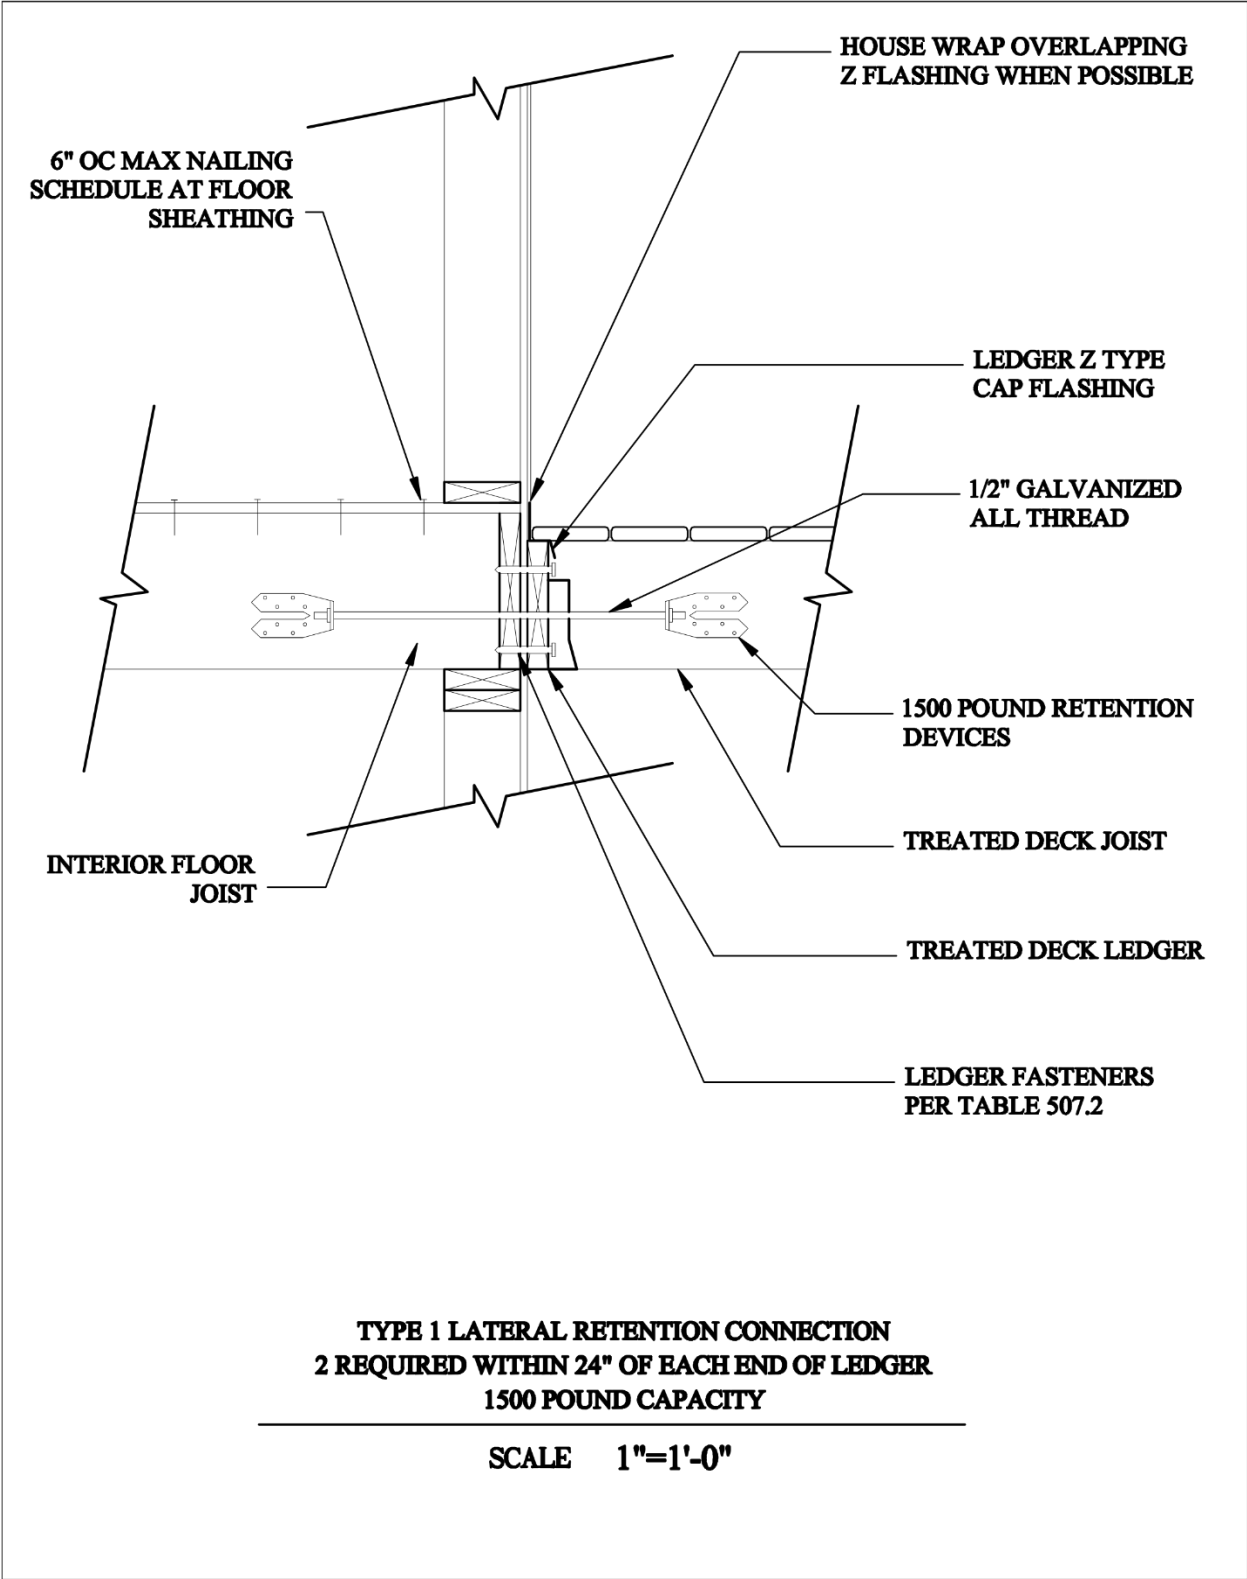 HOUSE WRAP OVERLAPPING
Z FLASHING WHEN POSSIBLE
6" OC MAX NAILING
SCHEDULE AT FLOOR
SHEATHING
LEDGER Z TYPE
CAP FLASHING
1/2" GALVANIZED
ALL THREAD
1500 POUND RETENTION
DEVICES
TREATED DECK JOIST
INTERIOR FLOOR
JOIST
TREATED DECK LEDGER
LEDGER FASTENERS
PER TABLE 507.2
TYPE 1 LATERAL RETENTION CONNECTION
2 REQUIRED WITHIN 24" OF EACH END OF LEDGER
1500 POUND CAPACITY
SCALE 1"=1'-0"